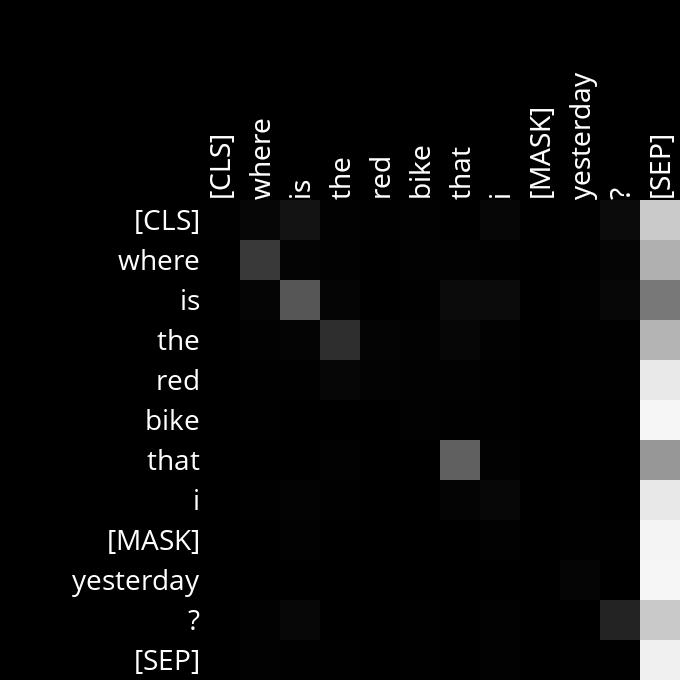 [CLS] where is the red bike that i [MASK] yesterday ? [SEP]
[CLS]
where
is
the
red
bike
that
i
[MASK]
yesterday
?
[SEP]